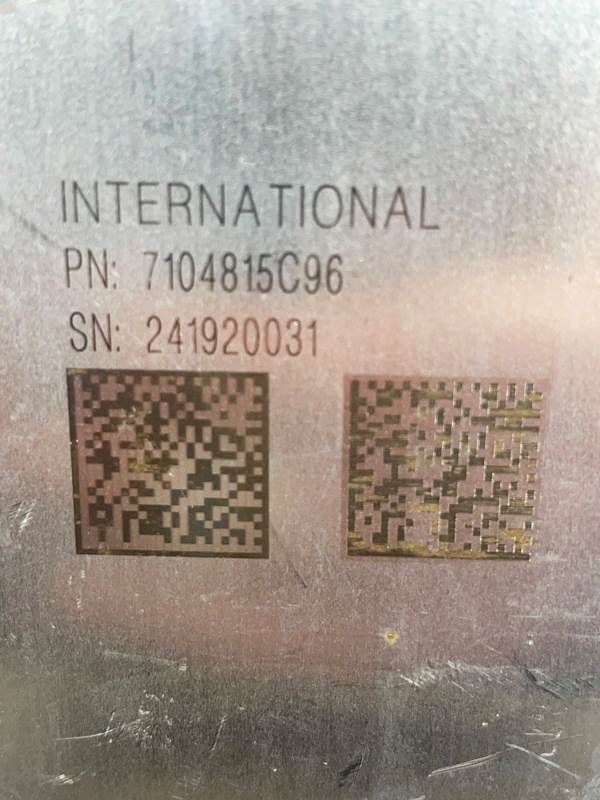 INTERNATIONAL
PN: 7104815C96
SN: 241920031